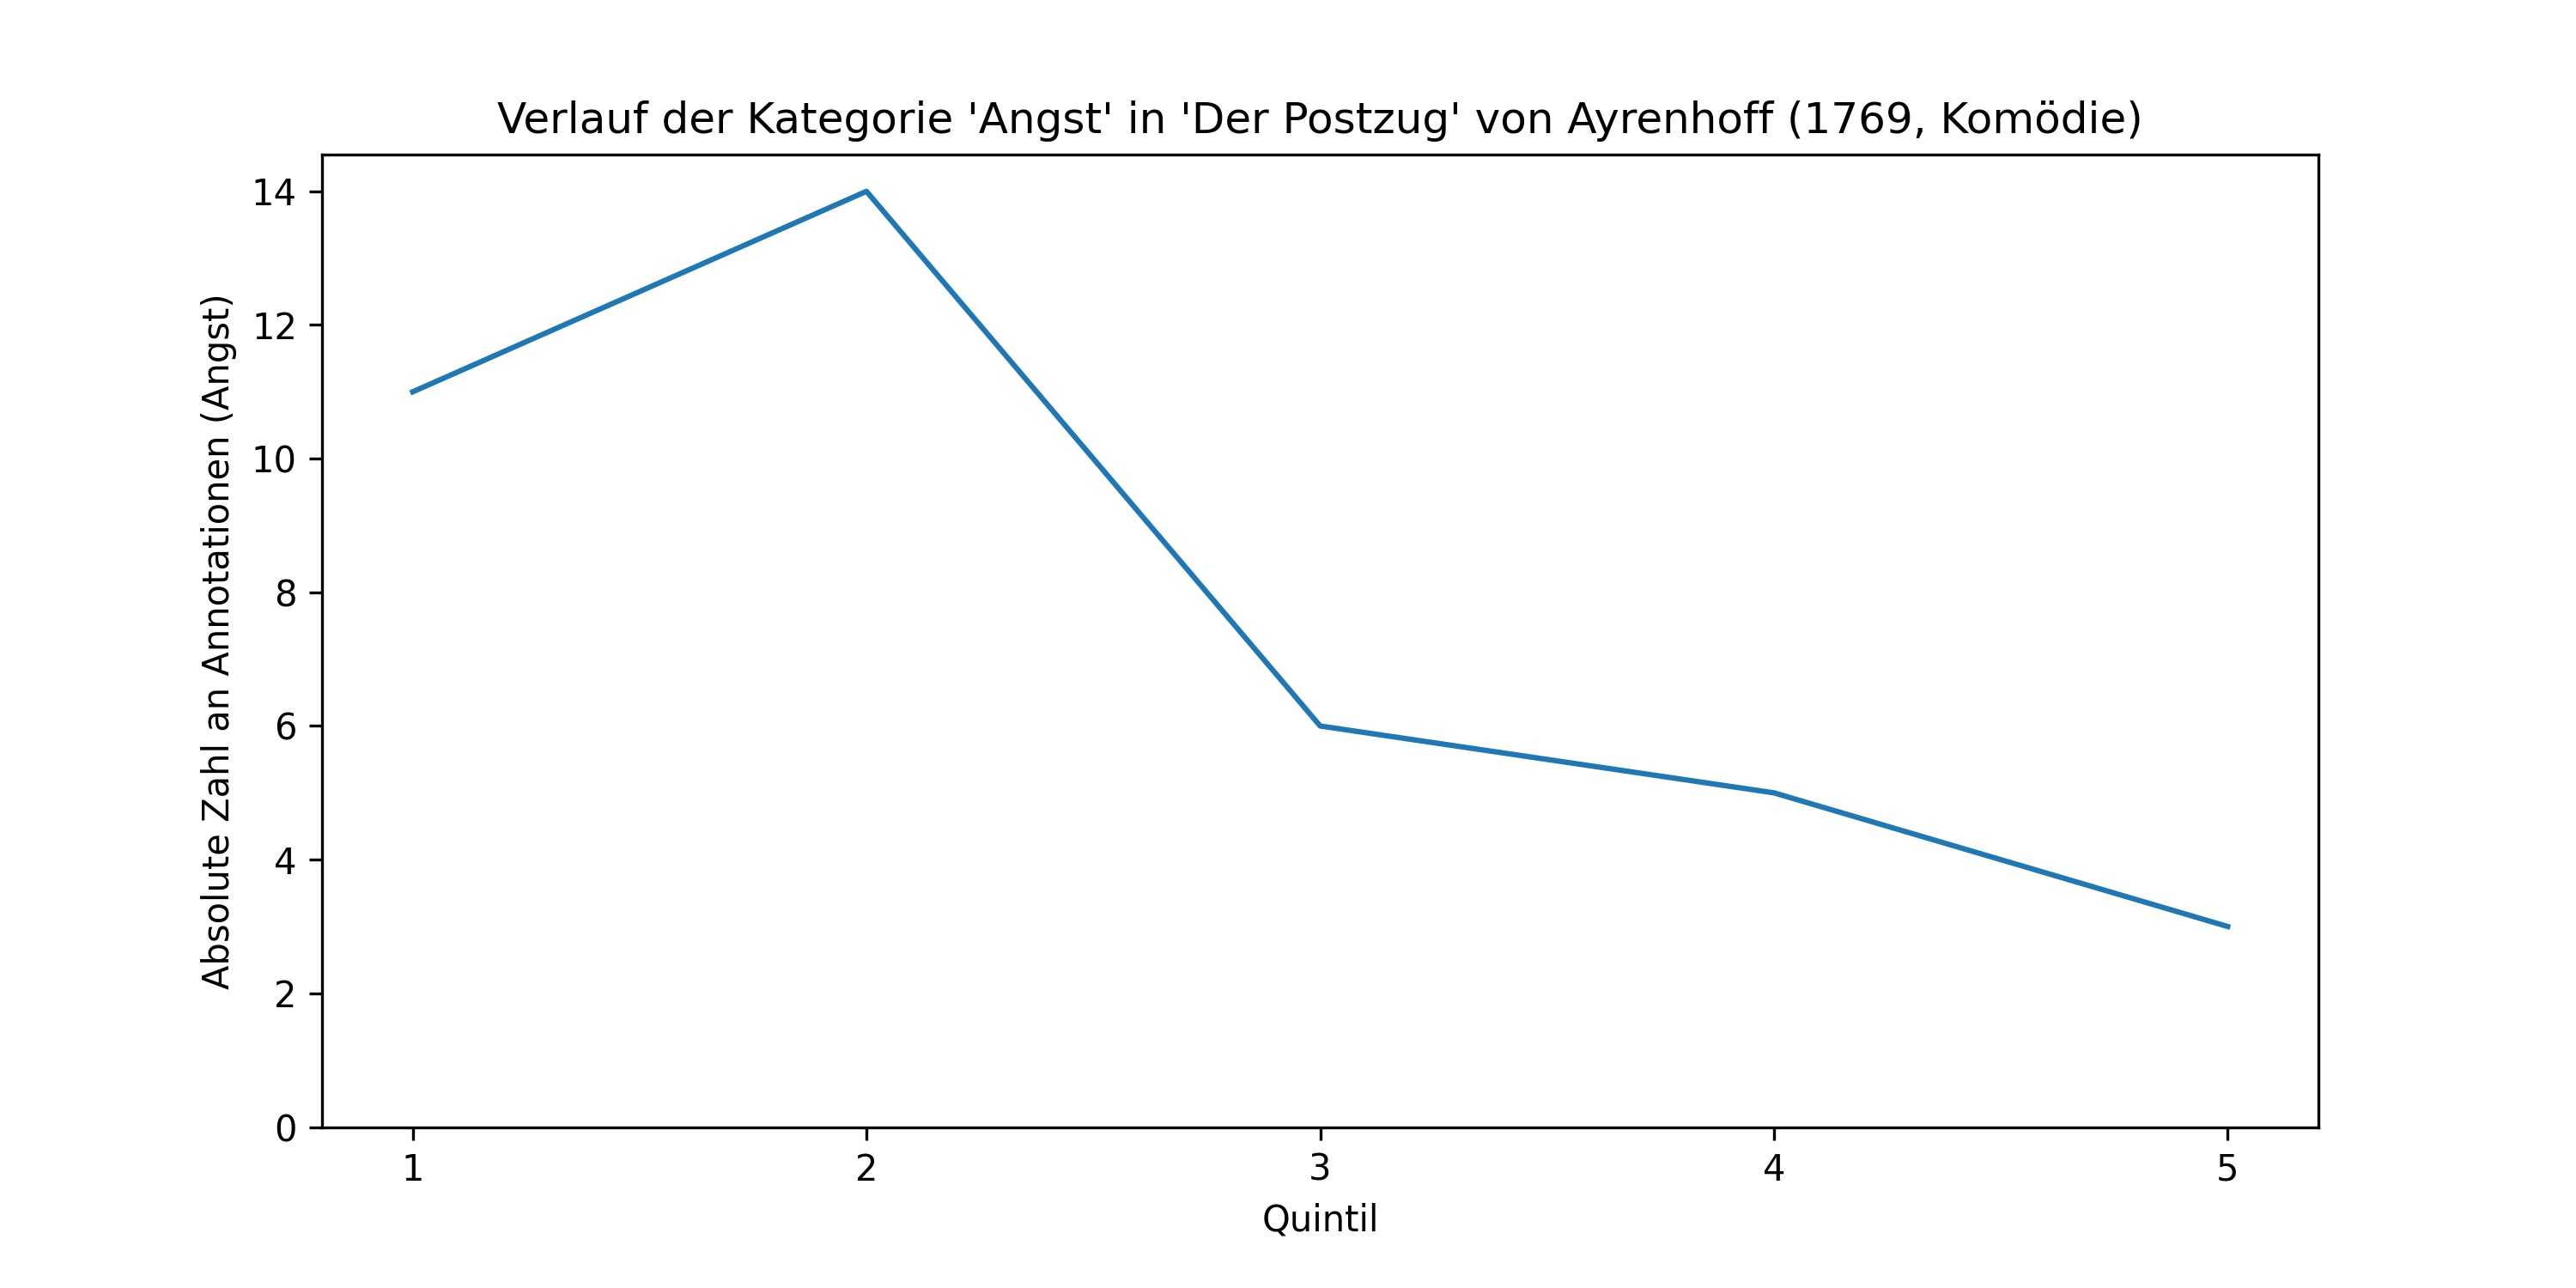 Verlauf der Kategorie 'Angst' in 'Der Postzug' von Ayrenhoff (1769, Komödie)
Absolute Zahl an Annotationen (Angst)
14
12
10
8
6
4
2
0
1 2 3 4 5
Quintil